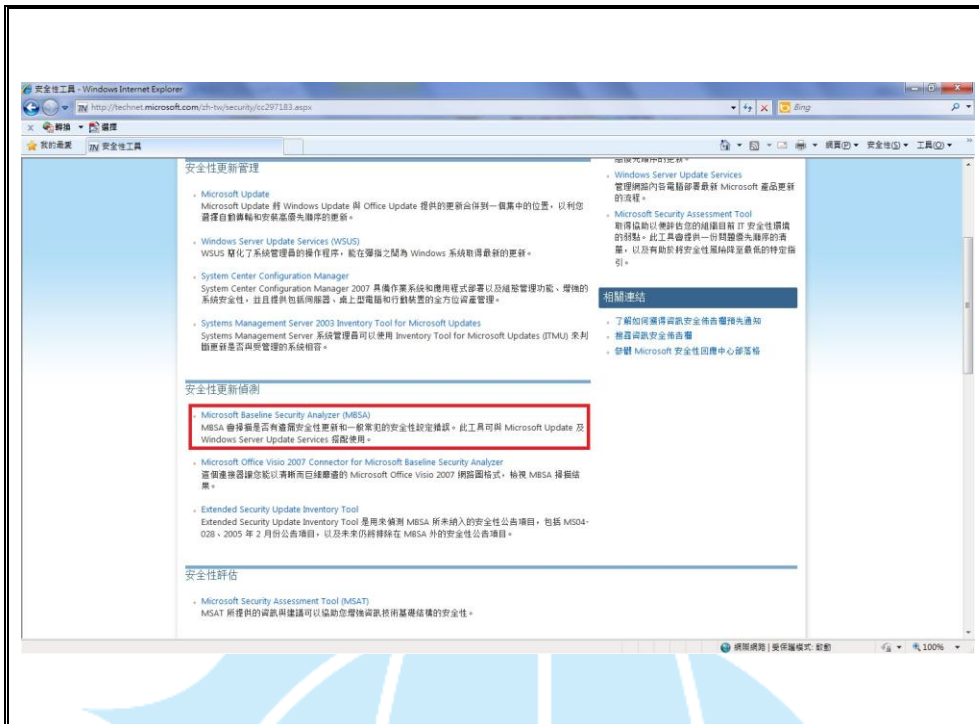 安全性工具 - Windows Internet Explorer
http://technet.microsoft.com/zh-tw/security/cc297183.aspx
Bing
x 轉換 選擇
我的最愛 安全性工具
網頁(P) 安全性(S) 工具(O)
安全性更新管理
Microsoft Update
Microsoft Update 將 Windows Update 與 Office Update 提供的更新合併到一個集中的位置，以利您
選擇自動傳輸和安裝高優先順序的更新。
Windows Server Update Services (WSUS)
WSUS 簡化了系統管理員的操作程序，能在彈指之間為 Windows 系統取得最新的更新。
System Center Configuration Manager
System Center Configuration Manager 2007 具備作業系統和應用程式部署以及組態管理功能、增強的
系統安全性，並且提供包括伺服器、桌上型電腦和行動裝置的全方位資產管理。
Systems Management Server 2003 Inventory Tool for Microsoft Updates
Systems Management Server 系統管理員可以使用 Inventory Tool for Microsoft Updates (ITMU) 來判
斷更新是否與受管理的系統相容。
安全性更新偵測
Microsoft Baseline Security Analyzer (MBSA)
MBSA 會掃描是否有遺漏安全性更新和一般常犯的安全性設定錯誤。此工具可與 Microsoft Update 及
Windows Server Update Services 搭配使用。
Microsoft Office Visio 2007 Connector for Microsoft Baseline Security Analyzer
這個連接器讓您能以清晰而巨細靡遺的 Microsoft Office Visio 2007 網路圖格式，檢視 MBSA 掃描結
果。
Extended Security Update Inventory Tool
Extended Security Update Inventory Tool 是用來偵測 MBSA 所未納入的安全性公告項目，包括 MS04-
028、2005 年 2 月份公告項目，以及未來仍將排除在 MBSA 外的安全性公告項目。
安全性評估
Microsoft Security Assessment Tool (MSAT)
MSAT 所提供的資訊與建議可以協助您增強資訊技術基礎結構的安全性。
Windows Server Update Services
管理網路內各電腦部署最新 Microsoft 產品更新
的流程。
Microsoft Security Assessment Tool
取得協助以便評估您的組織目前 IT 安全性環境
的弱點。此工具會提供一份問題優先順序的清
單，以及有助於將安全性風險降至最低的特定指
引。
相關連結
了解如何獲得資訊安全佈告欄預先通知
搜尋資訊安全佈告欄
參觀 Microsoft 安全性回應中心部落格
網際網路 | 受保護模式: 啟動
100%